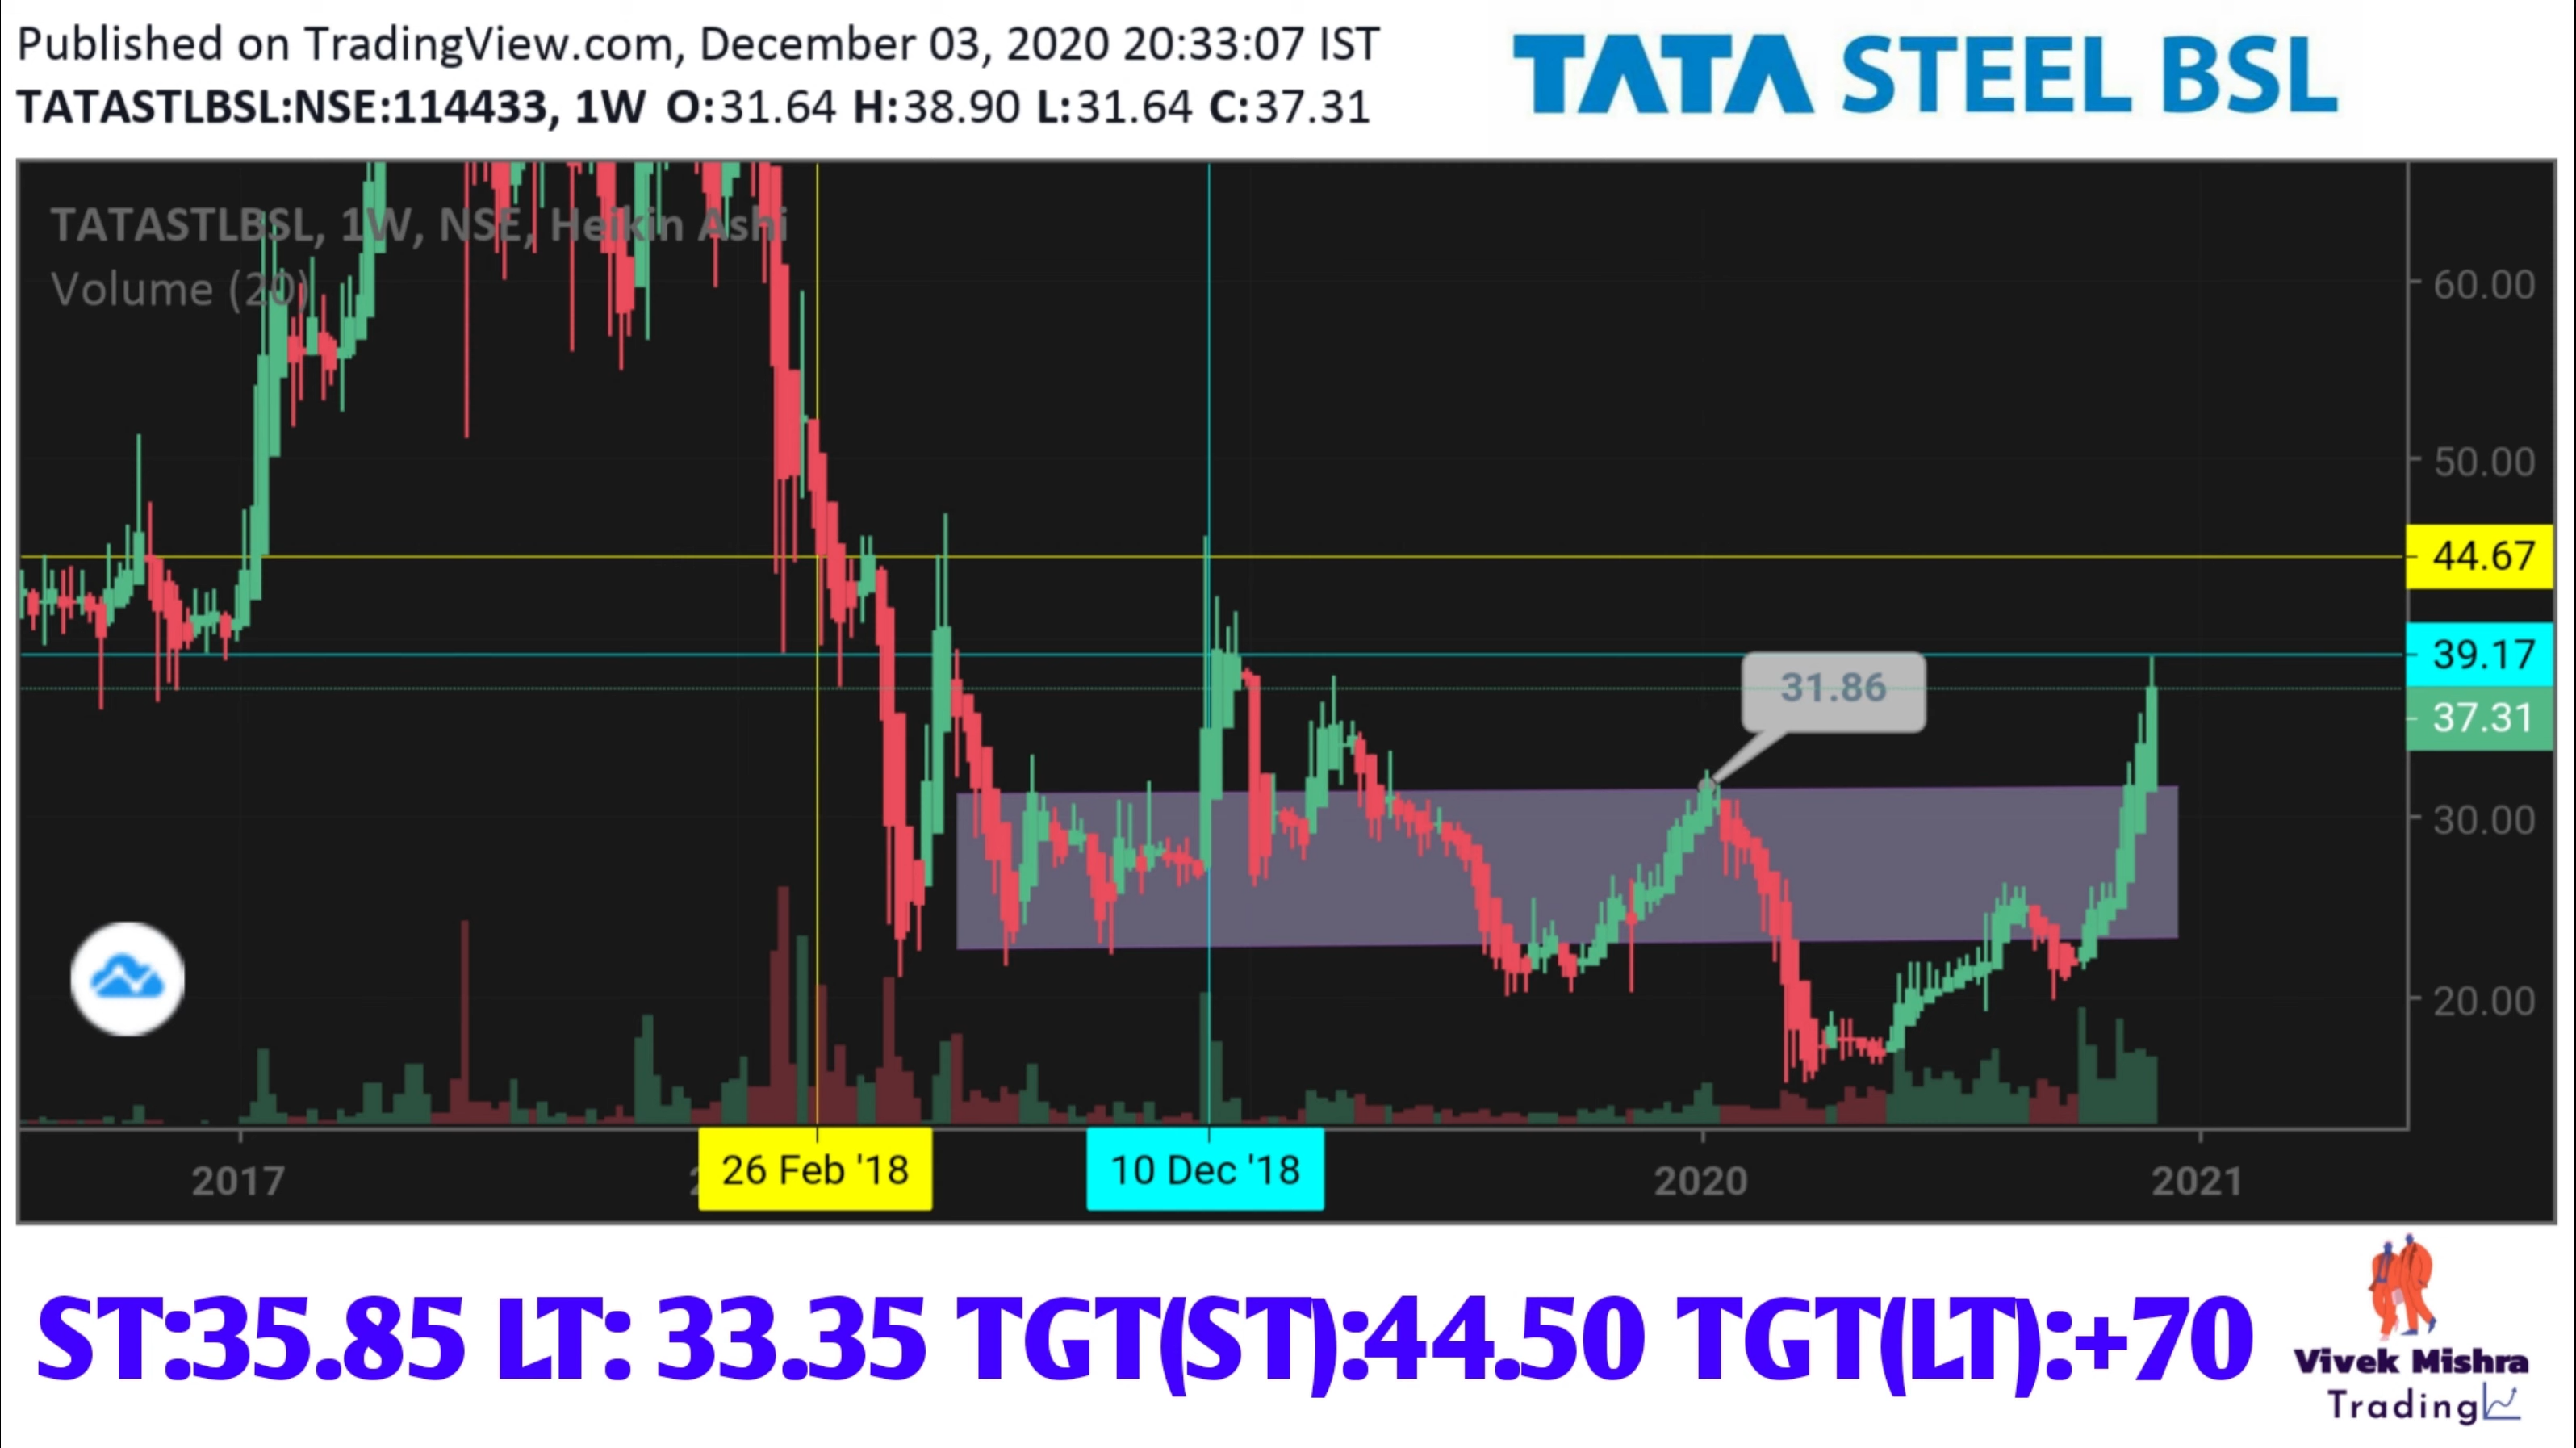 Published on TradingView.com, December 03, 2020 20:33:07 IST
TATA STEEL BSL
TATASTLBSL:NSE:114433, 1W O:31.64 H:38.90 L:31.64 C:37.31
TATASTLBSL, 1W, NSE, Heikin Ashi
Volume (20)
60.00
50.00
44.67
39.17
31.86
37.31
30.00
20.00
2017
26 Feb '18
10 Dec '18
2020
2021
ST:35.85 LT: 33.35 TGT(ST):44.50 TGT(LT):+70
Vivek Mishra
Trading